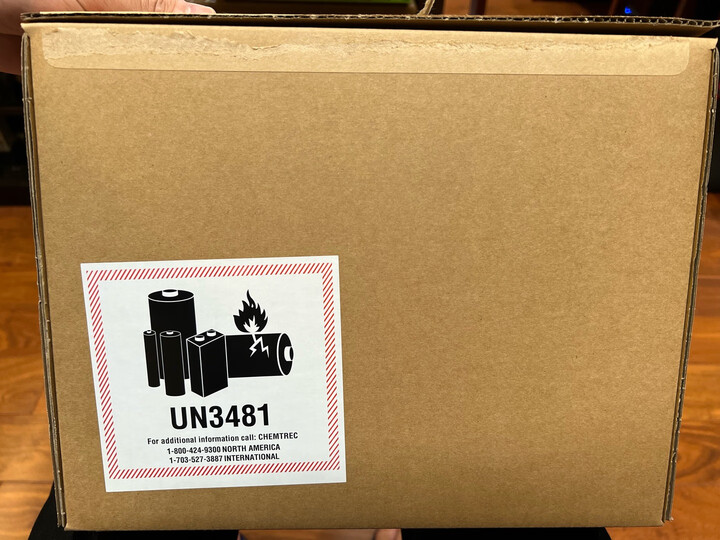 UN3481
For additional information call: CHEMTREC
1-800-424-9300 NORTH AMERICA
1-703-527-3887 INTERNATIONAL